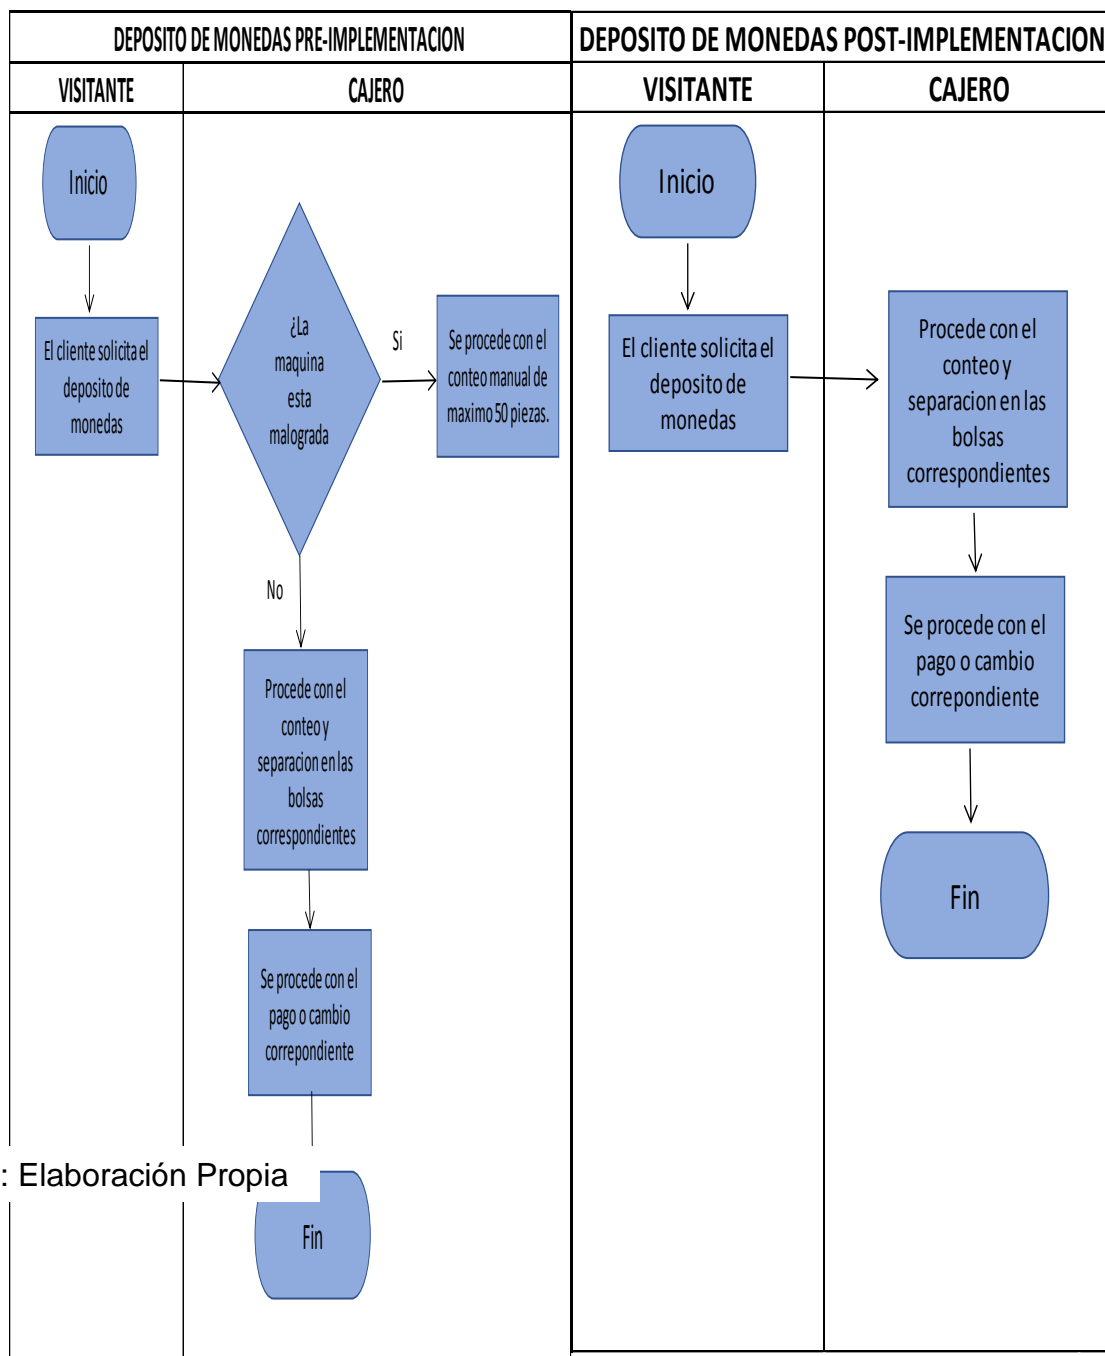 DEPOSITO DE MONEDAS PRE-IMPLEMENTACION
VISITANTE
CAJERO
Inicio
El cliente solicita el
deposito de
monedas
¿La
maquina
esta
malograda
Si
Se procede con el
conteo manual de
maximo 50 piezas.
No
Procede con el
conteo y
separacion en las
bolsas
correspondientes
Se procede con el
pago o cambio
correpondiente
: Elaboración Propia
Fin
DEPOSITO DE MONEDAS POST-IMPLEMENTACION
VISITANTE
CAJERO
Inicio
El cliente solicita el
deposito de
monedas
Procede con el
conteo y
separacion en las
bolsas
correspondientes
Se procede con el
pago o cambio
correpondiente
Fin